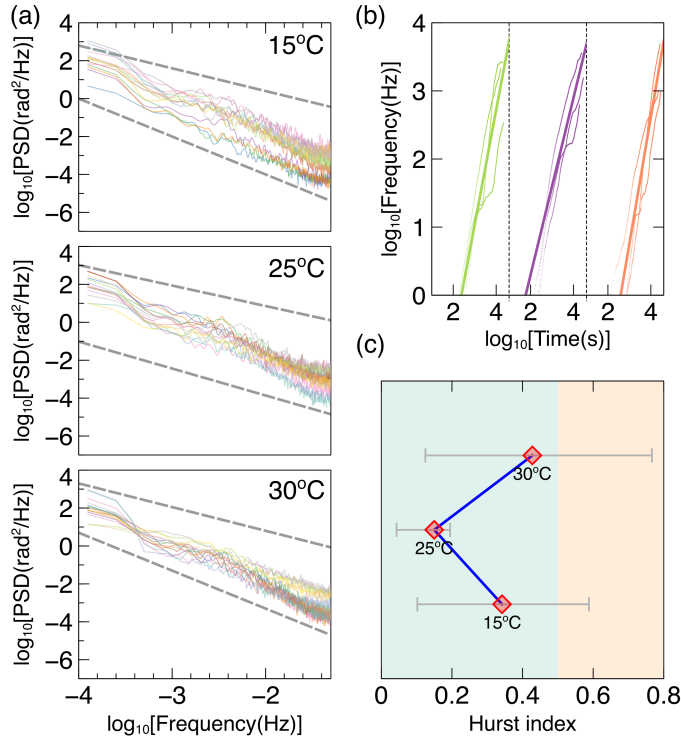 (a)
15°C
4
2
0
−2
−4
−6
log10[PSD(rad2/Hz)]
25°C
4
2
0
−2
−4
−6
log10[PSD(rad2/Hz)]
30°C
4
2
0
−2
−4
−6
log10[PSD(rad2/Hz)]
−4 −3 −2
log10[Frequency(Hz)]
(b)
4
3
2
1
0
log10[Frequency(Hz)]
2 4 2 4 2 4
log10[Time(s)]
(c)
30°C
25°C
15°C
0 0.2 0.4 0.6 0.8
Hurst index